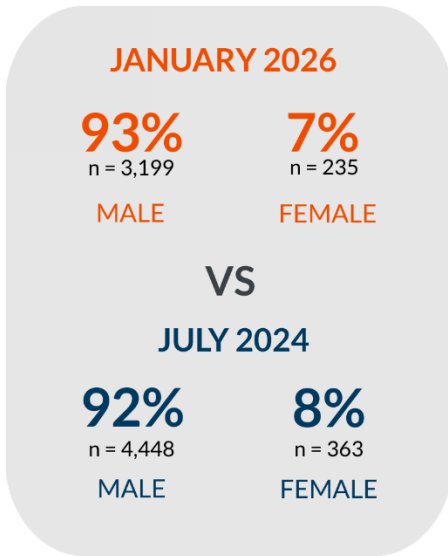 JANUARY 2026
93% 7%
n = 3,199 n = 235
MALE FEMALE
VS
JULY 2024
92% 8%
n = 4,448 n = 363
MALE FEMALE